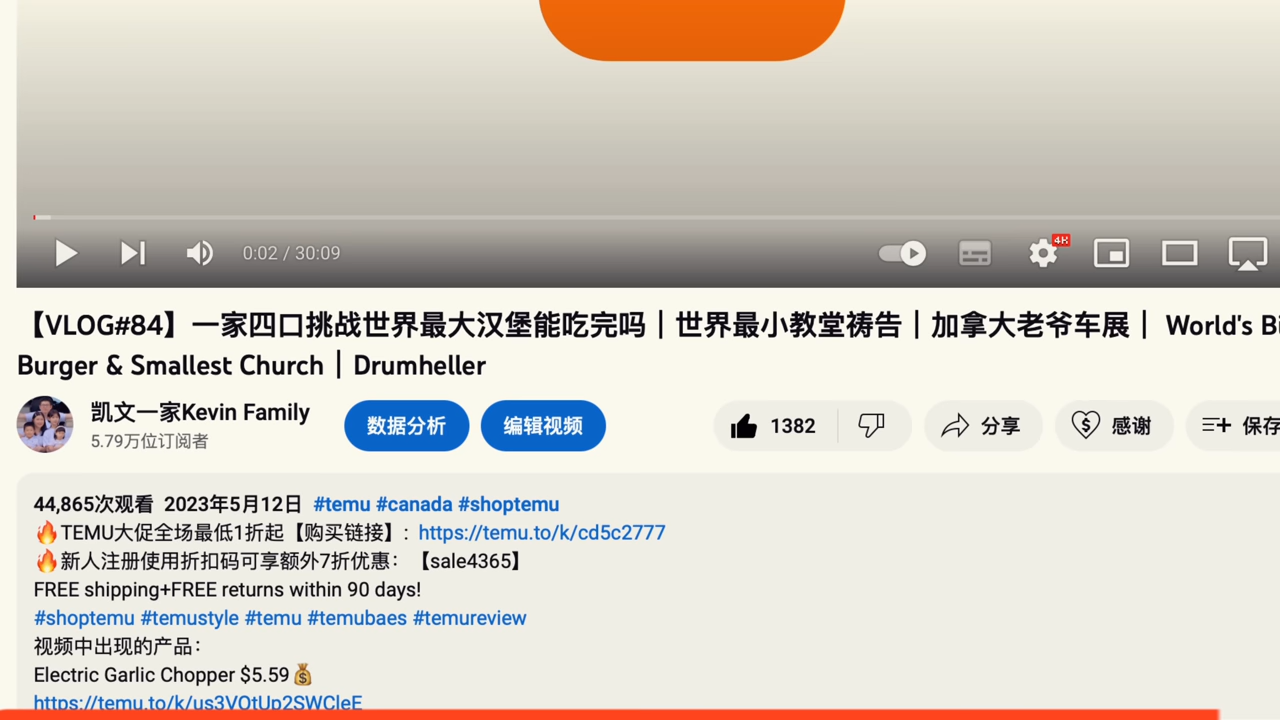 0:02 / 30:09
4K
【VLOG#84】一家四口挑战世界最大汉堡能吃完吗｜世界最小教堂祷告｜加拿大老爷车展｜ World's Bi
Burger & Smallest Church｜Drumheller
凯文一家Kevin Family
5.79万位订阅者
数据分析
编辑视频
1382
分享
感谢
保存
44,865次观看 2023年5月12日 #temu #canada #shoptemu
🔥TEMU大促全场最低1折起【购买链接】: https://temu.to/k/cd5c2777
🔥新人注册使用折扣码可享额外7折优惠：【sale4365】
FREE shipping+FREE returns within 90 days!
#shoptemu #temustyle #temu #temubaes #temureview
视频中出现的产品：
Electric Garlic Chopper $5.59💰
https://temu.to/k/us3VOtUp2SWCleE